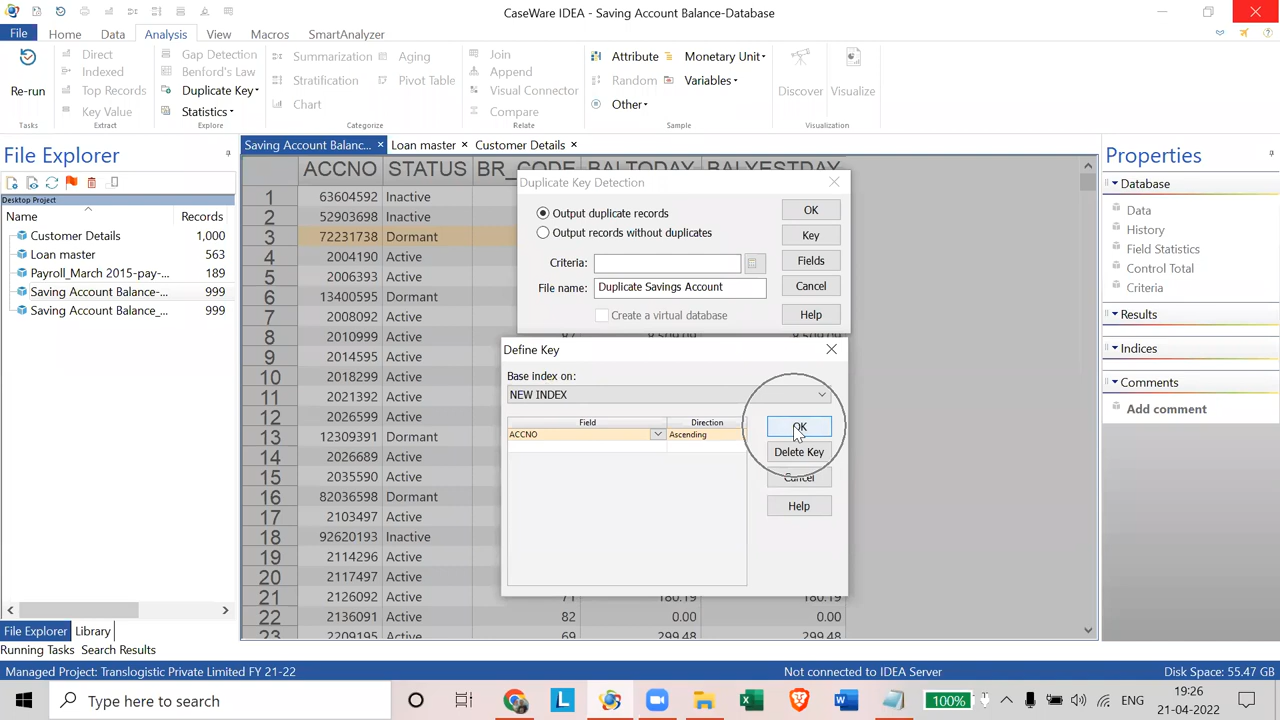 CaseWare IDEA - Saving Account Balance-Database
File Home Data Analysis View Macros SmartAnalyzer
Re-run
Tasks
Direct
Indexed
Top Records
Key Value
Extract
Gap Detection
Benford's Law
Duplicate Key
Statistics
Explore
Summarization
Stratification
Chart
Aging
Pivot Table
Categorize
Join
Append
Visual Connector
Compare
Relate
Attribute
Random
Other
Monetary Unit
Variables
Sample
Discover
Visualize
Visualization
File Explorer
Desktop Project
Name Records
Customer Details 1,000
Loan master 563
Payroll_March 2015-pay-... 189
Saving Account Balance-... 999
Saving Account Balance_... 999
File Explorer Library
Running Tasks Search Results
Saving Account Balanc... Loan master Customer Details
ACCNO STATUS BR_CODE BALTODAY BALYESTDAY
1 63604592 Inactive
2 52903698 Inactive
3 72231738 Dormant
4 2004190 Active
5 2006393 Active
6 13400595 Dormant
7 2008092 Active
8 2010999 Active
9 2014595 Active
10 2018299 Active
11 2021392 Active
12 2026599 Active
13 12309391 Dormant
14 2026689 Active
15 2035590 Active
16 82036598 Dormant
17 2103497 Active
18 92620193 Inactive
19 2114296 Active
20 2117497 Active
21 2126092 Active 71 180.19 180.19
22 2136091 Active 82 0.00 0.00
23 2209195 Active 69 299.48 299.48
Duplicate Key Detection
Output duplicate records
Output records without duplicates
Criteria:
File name: Duplicate Savings Account
Create a virtual database
OK
Key
Fields
Cancel
Help
Define Key
Base index on:
NEW INDEX
Field Direction
ACCNO Ascending
OK
Delete Key
Cancel
Help
Properties
Database
Data
History
Field Statistics
Control Total
Criteria
Results
Indices
Comments
Add comment
Managed Project: Translogistic Private Limited FY 21-22 Not connected to IDEA Server Disk Space: 55.47 GB
Type here to search
100%
ENG
19:26
21-04-2022